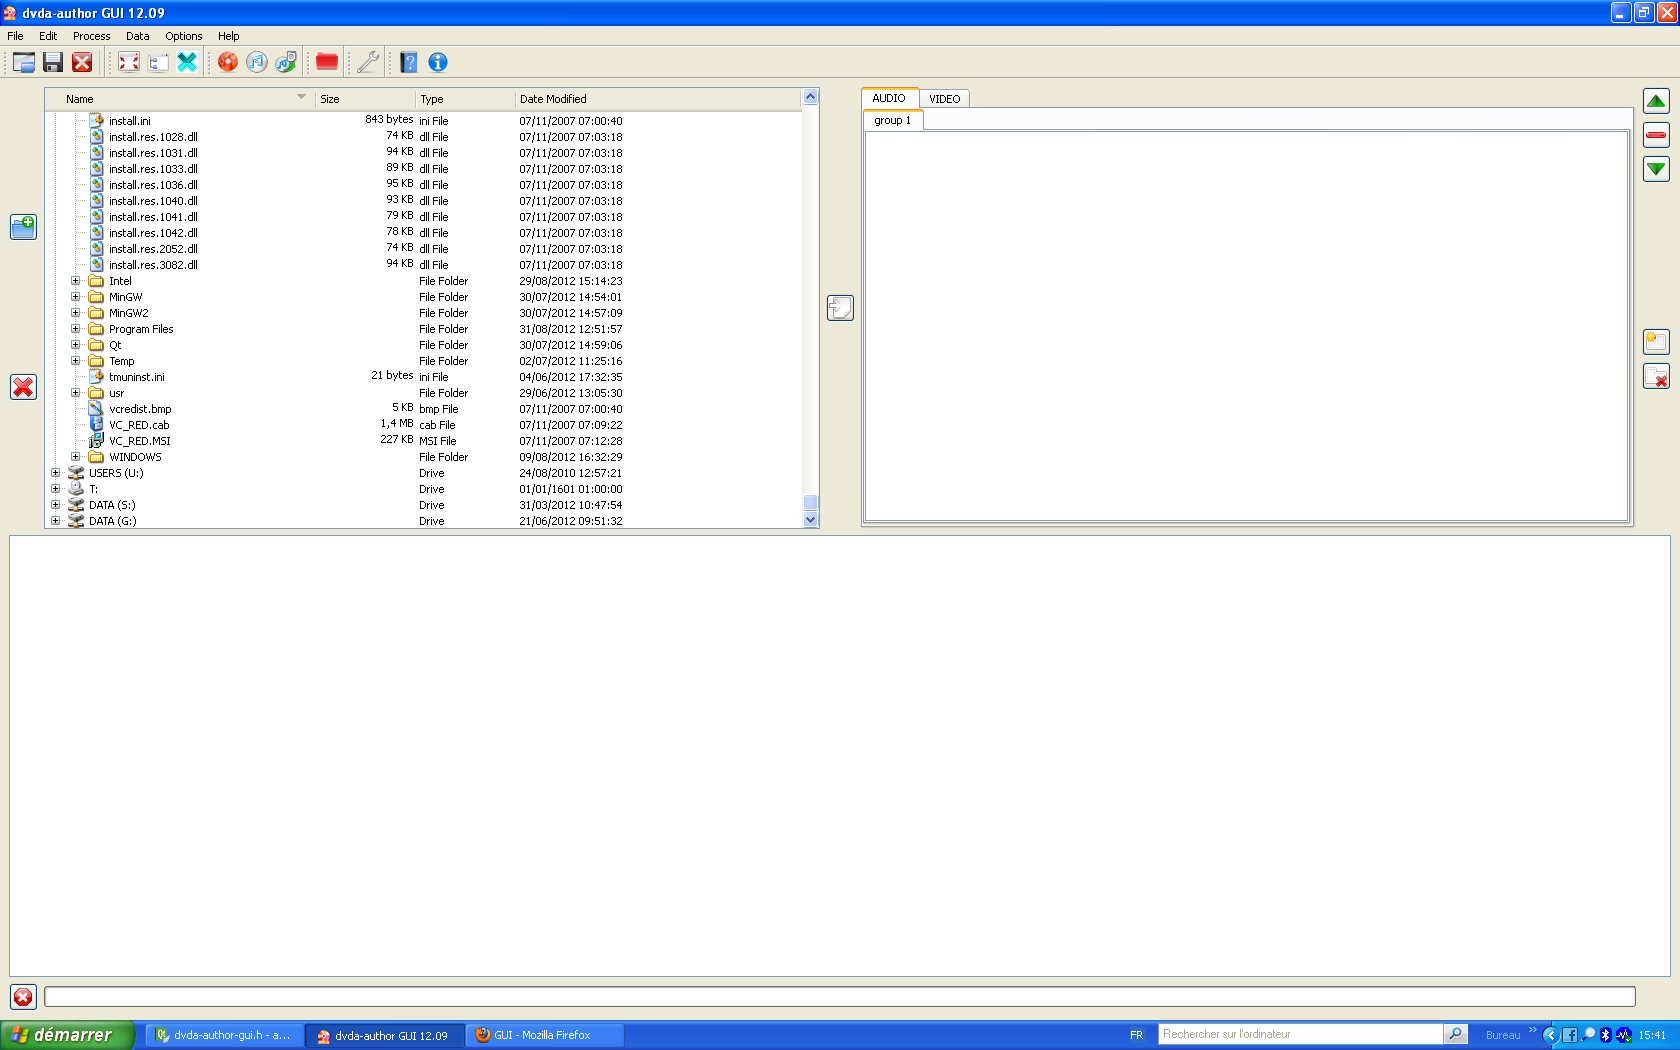 dvda-author GUI 12.09
File Edit Process Data Options Help
Name Size Type Date Modified
install.ini 843 bytes ini File 07/11/2007 07:00:40
install.res.1028.dll 74 KB dll File 07/11/2007 07:03:18
install.res.1031.dll 94 KB dll File 07/11/2007 07:03:18
install.res.1033.dll 89 KB dll File 07/11/2007 07:03:18
install.res.1036.dll 95 KB dll File 07/11/2007 07:03:18
install.res.1040.dll 93 KB dll File 07/11/2007 07:03:18
install.res.1041.dll 79 KB dll File 07/11/2007 07:03:18
install.res.1042.dll 78 KB dll File 07/11/2007 07:03:18
install.res.2052.dll 74 KB dll File 07/11/2007 07:03:18
install.res.3082.dll 94 KB dll File 07/11/2007 07:03:18
Intel File Folder 29/08/2012 15:14:23
MinGW File Folder 30/07/2012 14:54:01
MinGW2 File Folder 30/07/2012 14:57:09
Program Files File Folder 31/08/2012 12:51:57
Qt File Folder 30/07/2012 14:59:06
Temp File Folder 02/07/2012 11:25:16
tmuninst.ini 21 bytes ini File 04/06/2012 17:32:35
usr File Folder 29/06/2012 13:05:30
vcredist.bmp 5 KB bmp File 07/11/2007 07:00:40
VC_RED.cab 1,4 MB cab File 07/11/2007 07:09:22
VC_RED.MSI 227 KB MSI File 07/11/2007 07:12:28
WINDOWS File Folder 09/08/2012 16:32:29
USERS (U:) Drive 24/08/2010 12:57:21
T: Drive 01/01/1601 01:00:00
DATA (S:) Drive 31/03/2012 10:47:54
DATA (G:) Drive 21/06/2012 09:51:32
AUDIO VIDEO
group 1
démarrer dvda-author-gui.h - a... dvda-author GUI 12.09 GUI - Mozilla Firefox FR Rechercher sur l'ordinateur Bureau » 15:41